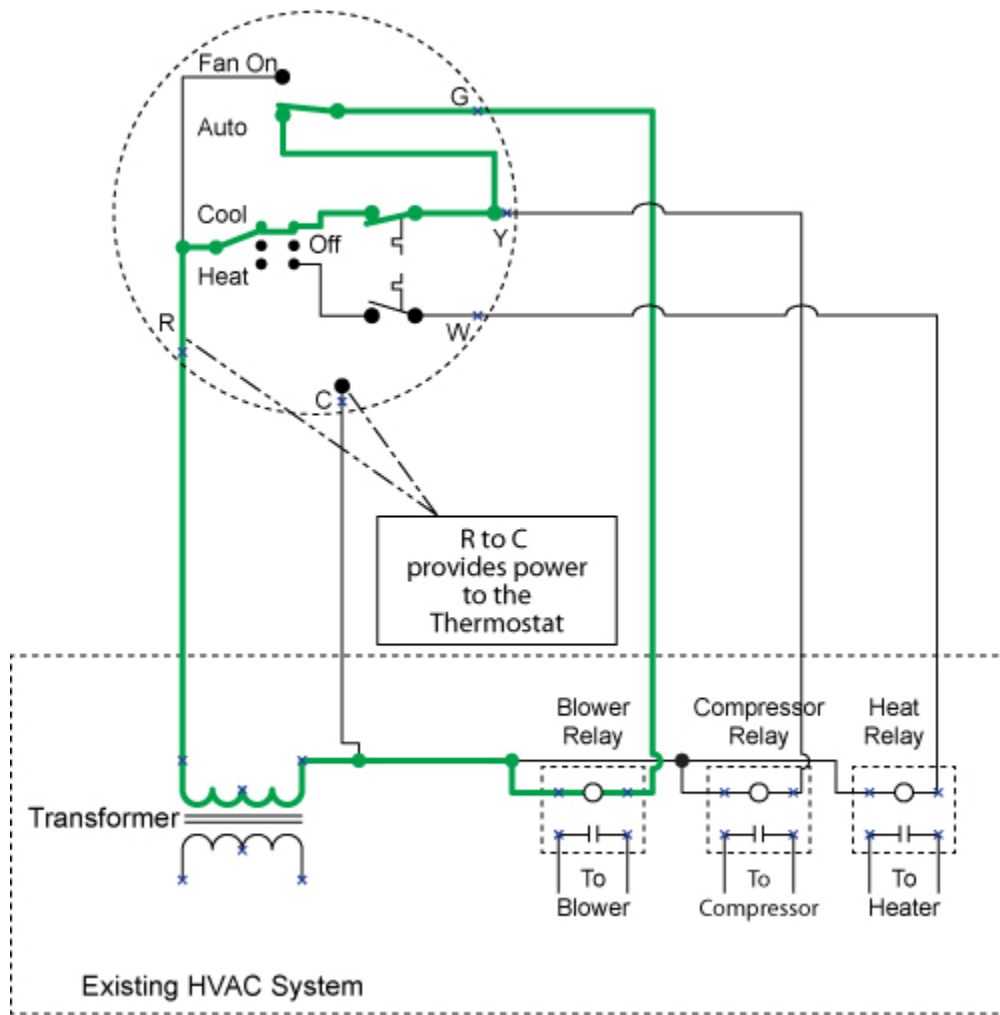 Fan On
G
Auto
Cool
Off
Y
Heat
R
W
C
R to C
provides power
to the
Thermostat
Blower
Relay
Compressor
Relay
Heat
Relay
Transformer
To
Blower
To
Compressor
To
Heater
Existing HVAC System